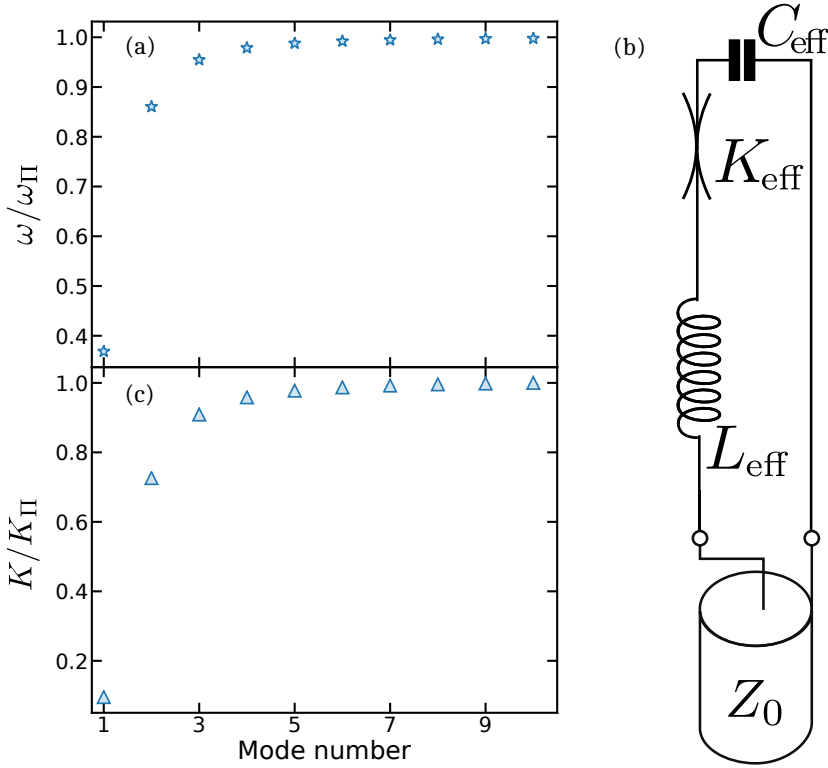 (a)
1.0
0.9
0.8
0.7
0.6
0.5
0.4
ω/ω_Π
(c)
1.0
0.8
0.6
0.4
0.2
K/K_Π
1 3 5 7 9
Mode number
(b)
C_eff
K_eff
L_eff
Z_0